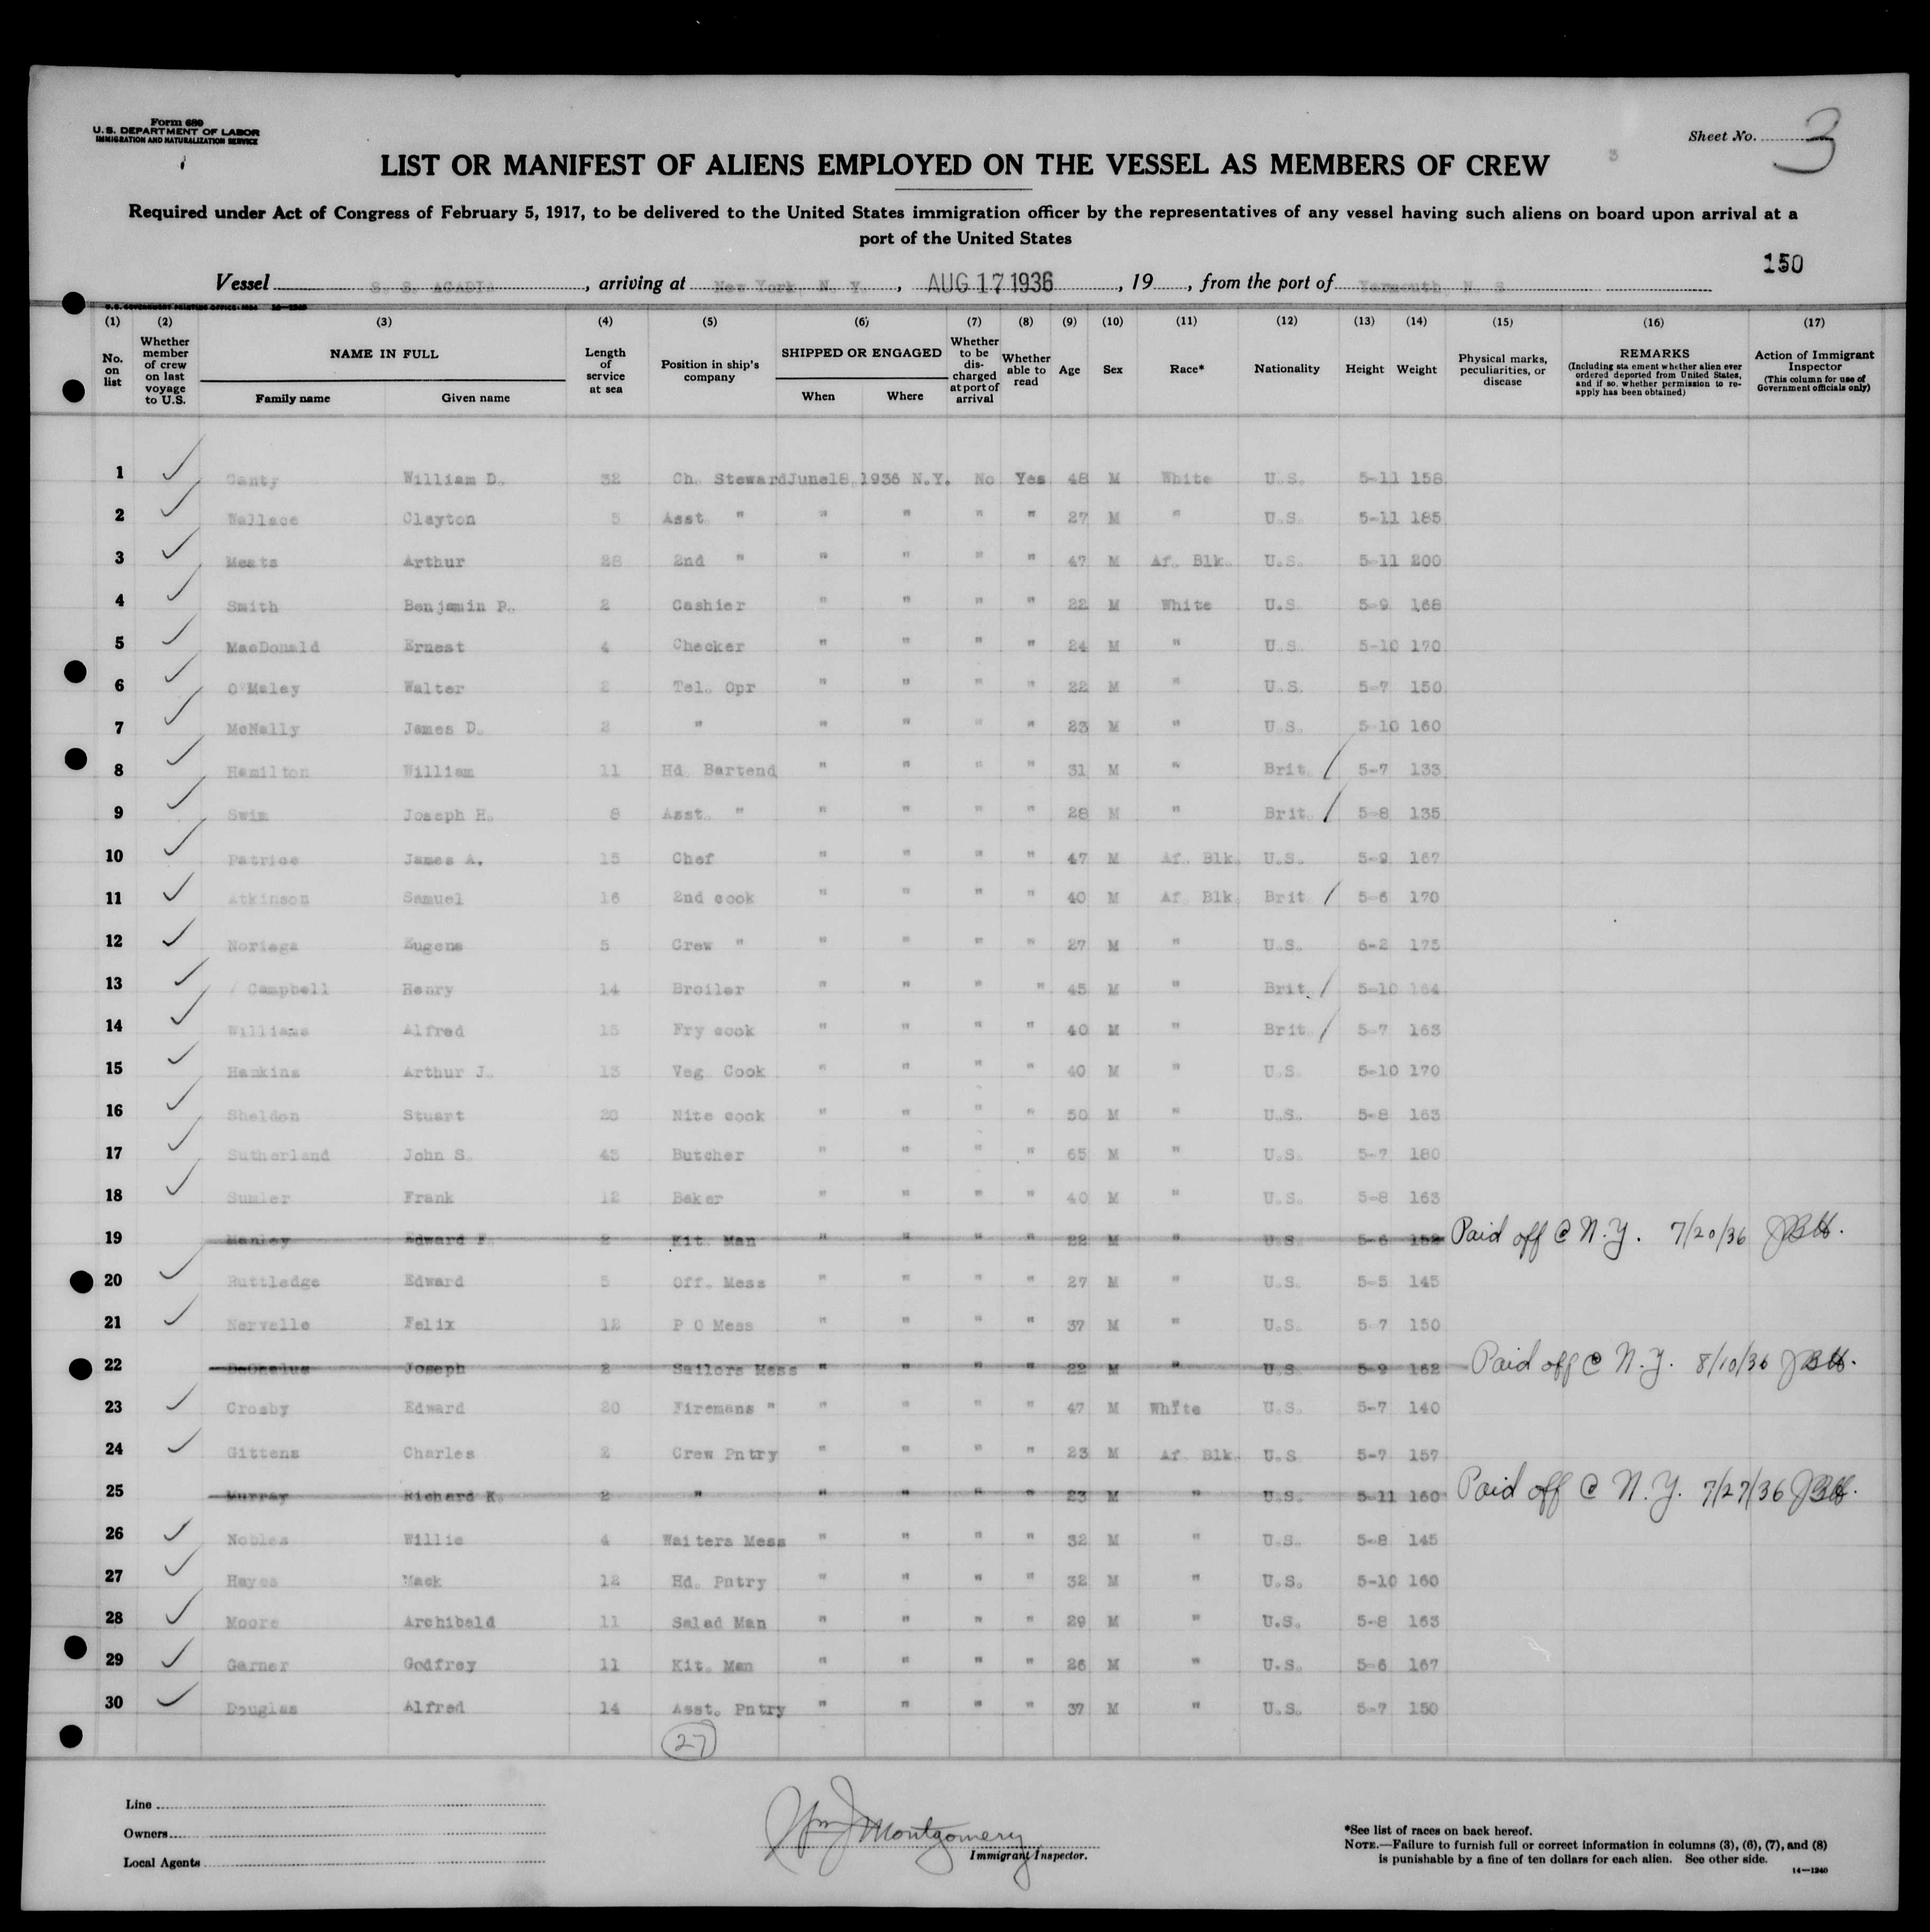 Form 689
U. S. DEPARTMENT OF LABOR
IMMIGRATION AND NATURALIZATION SERVICE
Sheet No. 3
3
LIST OR MANIFEST OF ALIENS EMPLOYED ON THE VESSEL AS MEMBERS OF CREW
Required under Act of Congress of February 5, 1917, to be delivered to the United States immigration officer by the representatives of any vessel having such aliens on board upon arrival at a
port of the United States
150
Vessel S. S. ACADIA, arriving at New York, N. Y., AUG 17 1936, 19, from the port of Yarmouth, N. S
(1) (2) (3) (4) (5) (6) (7) (8) (9) (10) (11) (12) (13) (14) (15) (16) (17)
No. on list
Whether member of crew on last voyage to U.S.
NAME IN FULL
Family name Given name
Length of service at sea
Position in ship's company
SHIPPED OR ENGAGED
When Where
Whether to be discharged at port of arrival
Whether able to read
Age Sex Race* Nationality Height Weight
Physical marks, peculiarities, or disease
REMARKS
(Including sta ement whether alien ever ordered deported from United States, and if so, whether permission to reapply has been obtained)
Action of Immigrant Inspector
(This column for use of Government officials only)
1 Canty William D. 32 Ch. Steward June18,1936 N.Y. No Yes 48 M White U.S. 5-11 158
2 Wallace Clayton 5 Asst " " " " " 27 M " U.S. 5-11 185
3 Meats Arthur 28 2nd " " " " " 47 M Af. Blk. U.S. 5-11 200
4 Smith Benjamin P. 2 Cashier " " " " 22 M White U.S. 5-9 168
5 MacDonald Ernest 4 Checker " " " " 24 M " U.S. 5-10 170
6 O'Maley Walter 2 Tel. Opr " " " " 22 M " U.S. 5-7 150
7 McNally James D. 2 " " " " " 23 M " U.S. 5-10 160
8 Hamilton William 11 Hd. Bartend " " " " 31 M " Brit. / 5-7 133
9 Swim Joseph H. 8 Asst. " " " " " 28 M " Brit. / 5-8 135
10 Patrice James A. 15 Chef " " " " 47 M Af. Blk. U.S. 5-9 167
11 Atkinson Samuel 16 2nd cook " " " " 40 M Af. Blk. Brit / 5-6 170
12 Noriega Eugene 5 Crew " " " " " 27 M " U.S. 6-2 175
13 Campbell Henry 14 Broiler " " " " 45 M " Brit. / 5-10 164
14 Williams Alfred 15 Fry cook " " " " 40 M " Brit. / 5-7 163
15 Hawkins Arthur J. 13 Veg. Cook " " " " 40 M " U.S. 5-10 170
16 Sheldon Stuart 20 Nite cook " " " " 50 M " U.S. 5-8 163
17 Sutherland John S. 45 Butcher " " " " 65 M " U.S. 5-7 180
18 Sumler Frank 12 Baker " " " " 40 M " U.S. 5-8 163
19 Manley Edward F. 2 Kit. Man " " " " 22 M " U.S 5-6 Paid off @ N.Y. 7/20/36 JBH.
20 Ruttledge Edward 5 Off. Mess " " " " 27 M " U.S. 5-5 145
21 Nervelle Felix 12 P O Mess " " " " 37 M " U.S. 5-7 150
22 Joseph 2 Sailors Mess " " " " 22 M " U.S 5-9 162 Paid off @ N.Y. 8/10/36 JBH.
23 Crosby Edward 20 Firemans " " " " " 47 M White U.S. 5-7 140
24 Gittens Charles 2 Crew Pntry " " " " 23 M Af. Blk. U.S 5-7 157
25 Murray Richard K. 2 " " " " " 23 M " U.S. 5-11 160 Paid off @ N.Y. 7/27/36 JBH.
26 Nobles Willie 4 Waiters Mess " " " " 32 M " U.S. 5-8 145
27 Hayes Mack 12 Hd. Pntry " " " " 32 M " U.S. 5-10 160
28 Moore Archibald 11 Salad Man " " " " 29 M " U.S. 5-8 163
29 Garner Godfrey 11 Kit. Man " " " " 26 M " U.S. 5-6 167
30 Douglas Alfred 14 Asst. Pntry " " " " 37 M " U.S. 5-7 150
27
Line
Owners
Local Agents
Wm J Montgomery
Immigrant Inspector.
*See list of races on back hereof.
NOTE.—Failure to furnish full or correct information in columns (3), (6), (7), and (8)
is punishable by a fine of ten dollars for each alien. See other side.
14—1240